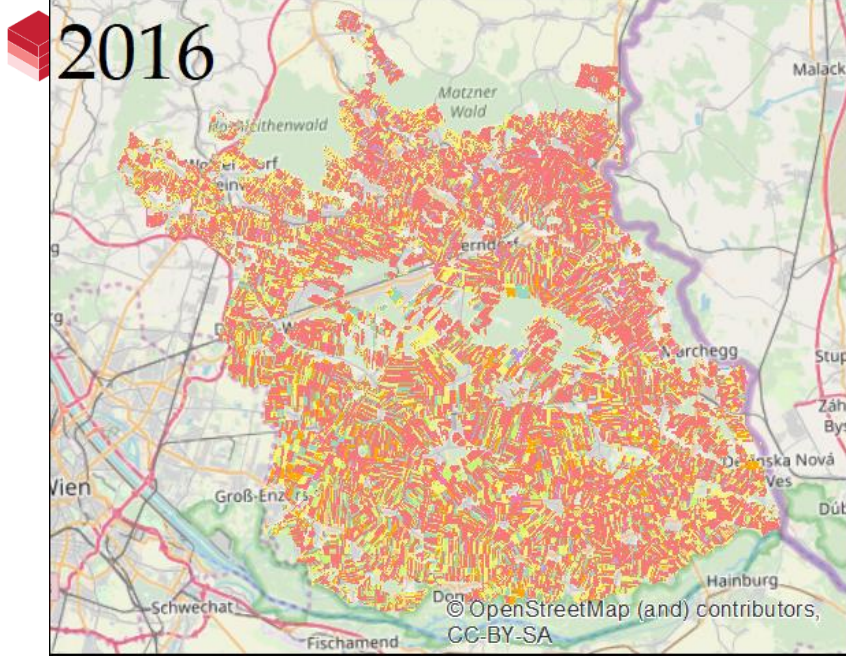 2016
Malack
Matzner
Wald
Marchegg
Stup
Záh
Bys
Nová
Ves
Wien
Groß-Enzers
Dúb
Hainburg
Schwechat
© OpenStreetMap (and) contributors,
CC-BY-SA
Fischamend